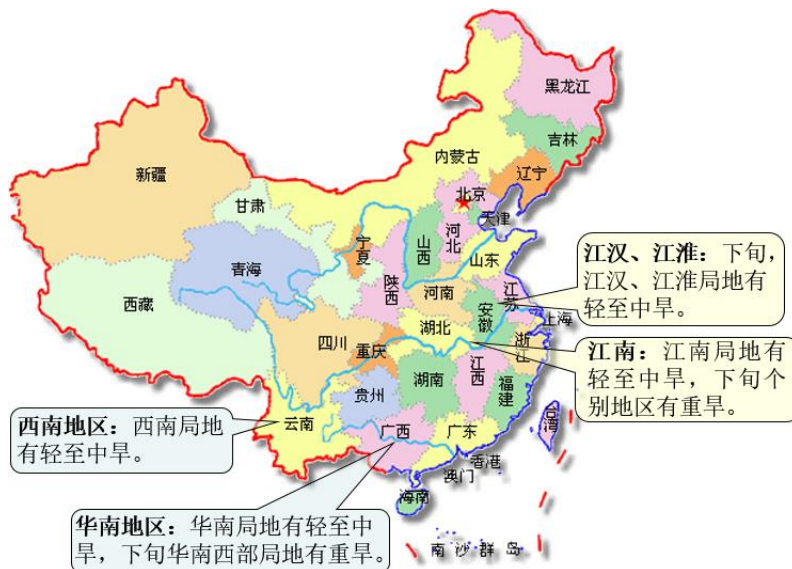 黑龙江
吉林
辽宁
内蒙古
新疆
甘肃
北京
天津
河北
山西
宁夏
山东
青海
陕西
西藏
河南
江苏
安徽
上海
四川
重庆
湖北
浙江
湖南
江西
贵州
福建
云南
广西
广东
台湾
香港
澳门
海南
南沙群岛
江汉、江淮：下旬，
江汉、江淮局地有
轻至中旱。
江南：江南局地有
轻至中旱，下旬个
别地区有重旱。
西南地区：西南局地
有轻至中旱。
华南地区：华南局地有轻至中
旱，下旬华南西部局地有重旱。